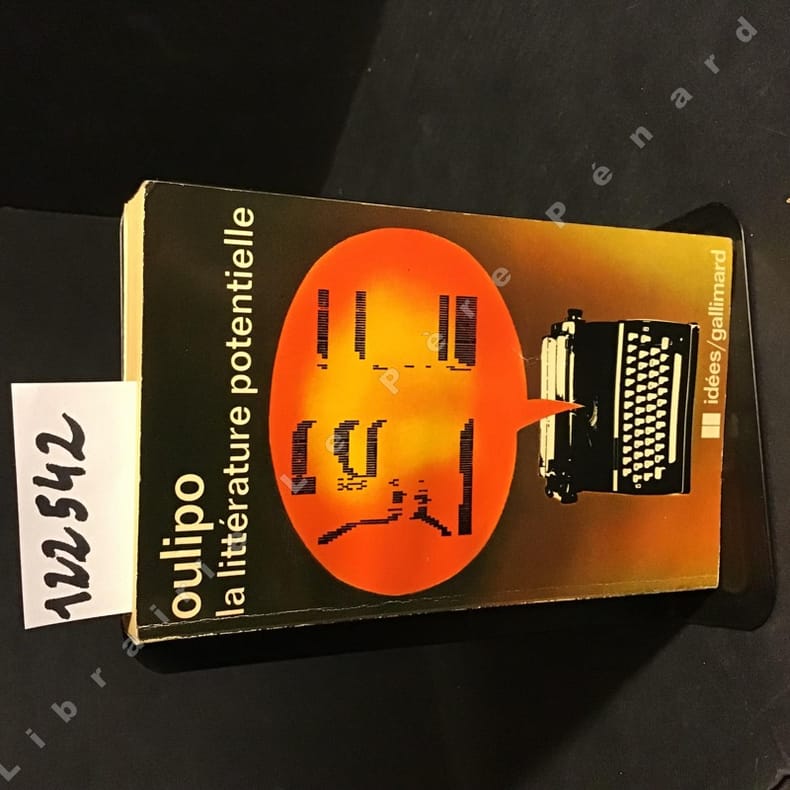 oulipo
la littérature potentielle
idées/gallimard
122542
Librairie Le Père Pénard